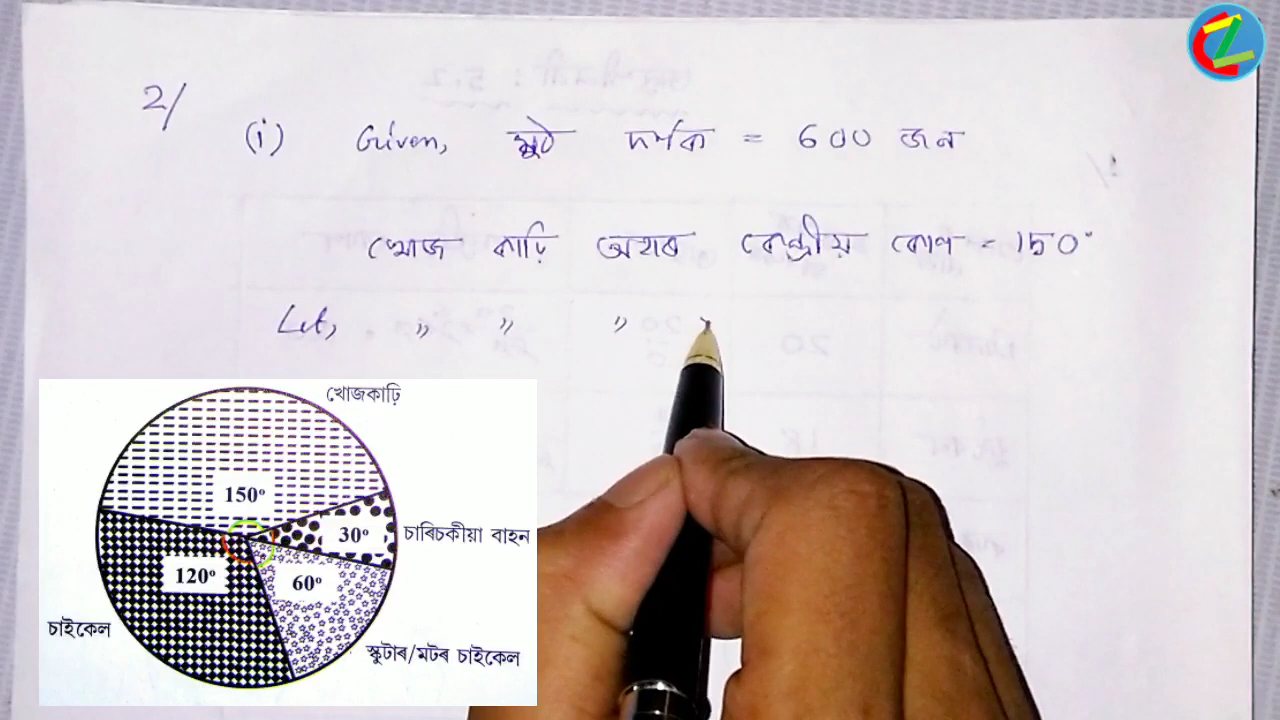 2/
(i) Given, মুঠ দৰ্শক = 600 জন
খোজ কাঢ়ি অহাৰ কেন্দ্ৰীয় কোণ = 150°
Let, " " "
খোজকাঢ়ি
150°
30° চাৰিচকীয়া বাহন
120° 60°
চাইকেল
স্কুটাৰ/মটৰ চাইকেল